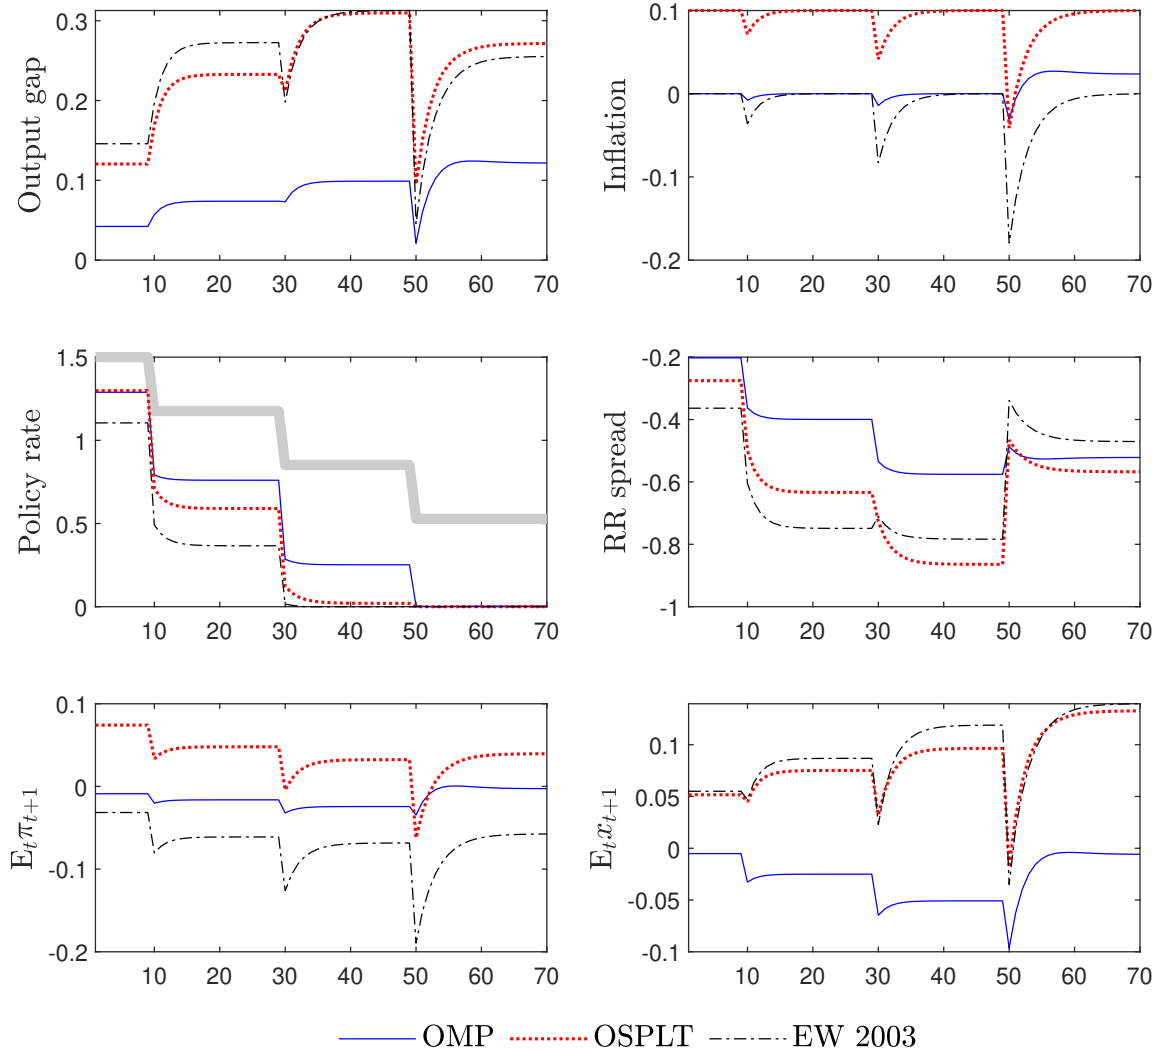 Output gap
0.3
0.2
0.1
0
10 20 30 40 50 60 70
Inflation
0.1
0
-0.1
-0.2
10 20 30 40 50 60 70
Policy rate
1.5
1
0.5
0
10 20 30 40 50 60 70
RR spread
-0.2
-0.4
-0.6
-0.8
-1
10 20 30 40 50 60 70
E_tπ_{t+1}
0.1
0
-0.1
-0.2
10 20 30 40 50 60 70
E_tx_{t+1}
0.1
0.05
0
-0.05
-0.1
10 20 30 40 50 60 70
OMP OSPLT EW 2003